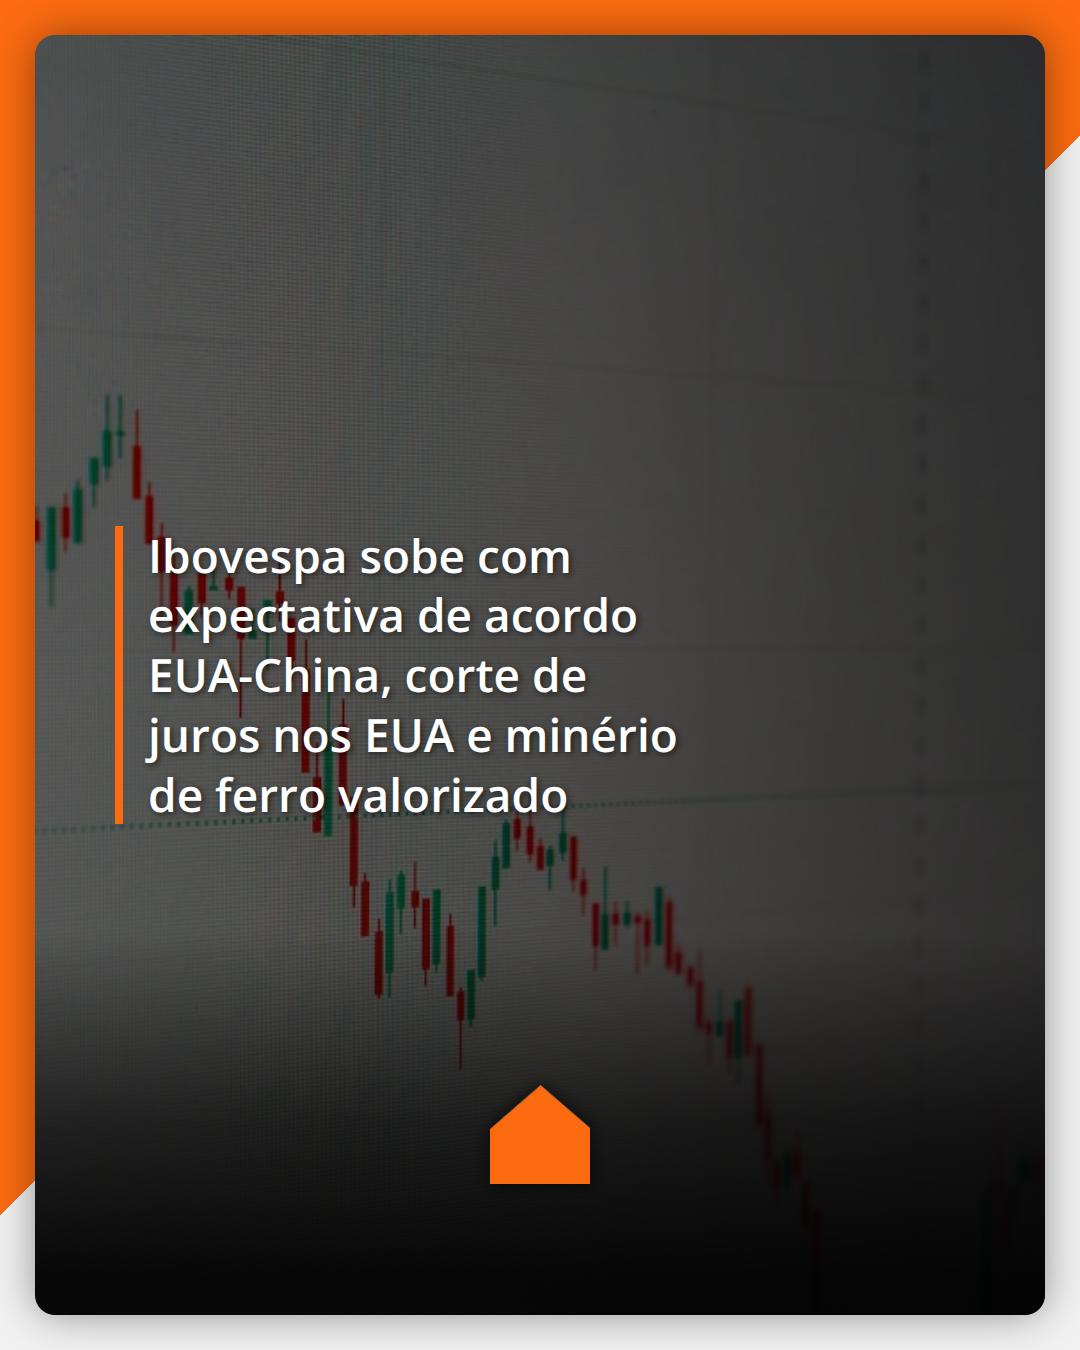 Ibovespa sobe com
expectativa de acordo
EUA-China, corte de
juros nos EUA e minério
de ferro valorizado